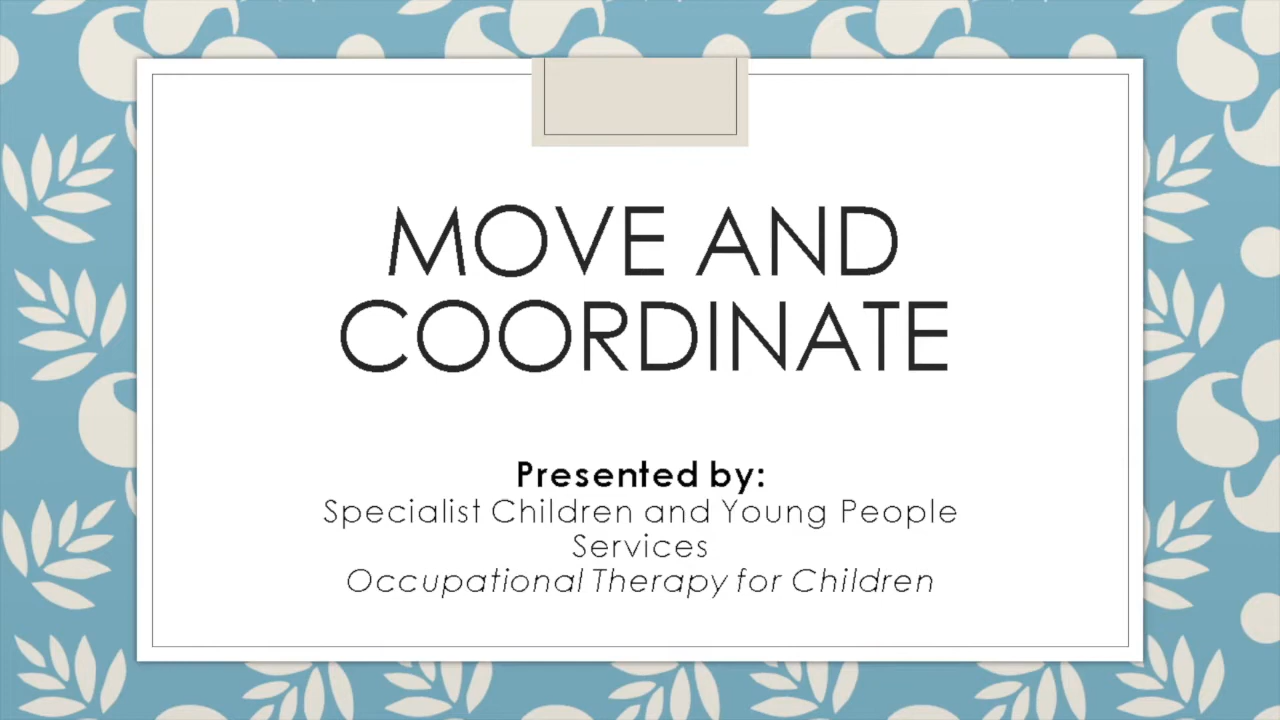 MOVE AND
COORDINATE
Presented by:
Specialist Children and Young People
Services
Occupational Therapy for Children